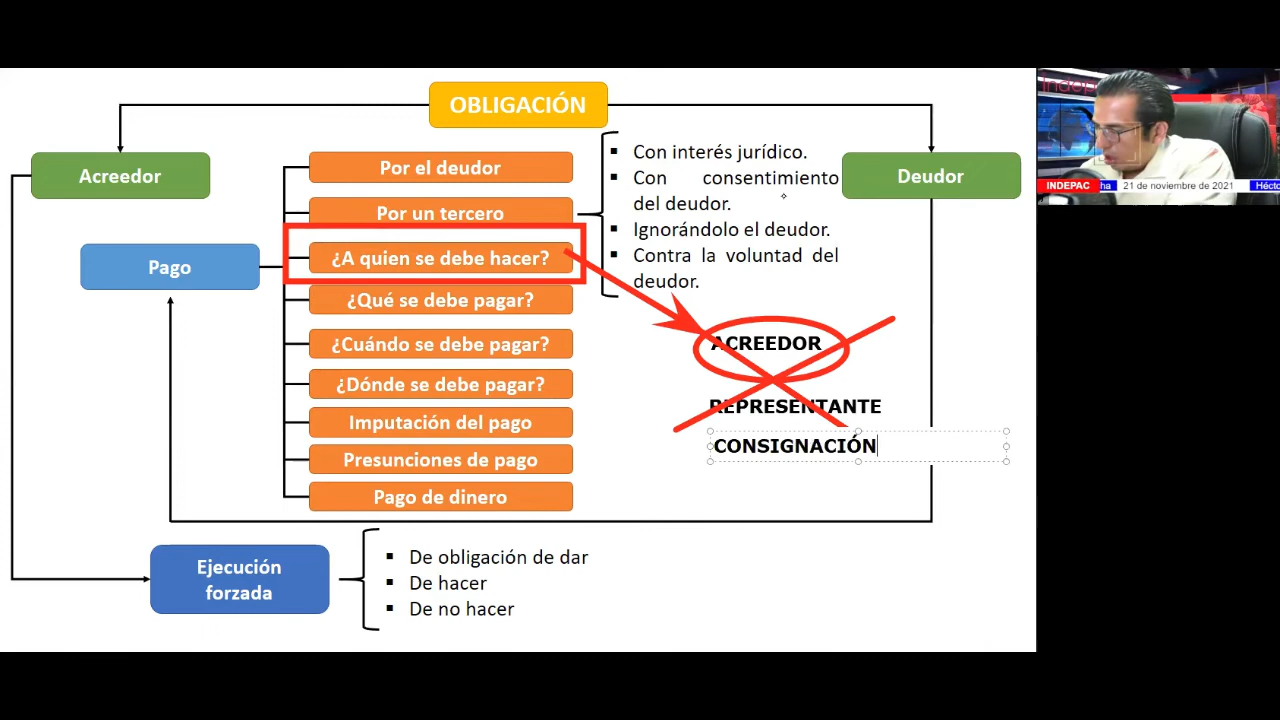 OBLIGACIÓN
Acreedor
Deudor
Pago
Por el deudor
Por un tercero
¿A quien se debe hacer?
¿Qué se debe pagar?
¿Cuándo se debe pagar?
¿Dónde se debe pagar?
Imputación del pago
Presunciones de pago
Pago de dinero
▪ Con interés jurídico.
▪ Con consentimiento
del deudor.
▪ Ignorándolo el deudor.
▪ Contra la voluntad del
deudor.
ACREEDOR
REPRESENTANTE
CONSIGNACIÓN
Ejecución
forzada
▪ De obligación de dar
▪ De hacer
▪ De no hacer
INDEPAC ha 21 de noviembre de 2021 Héctor